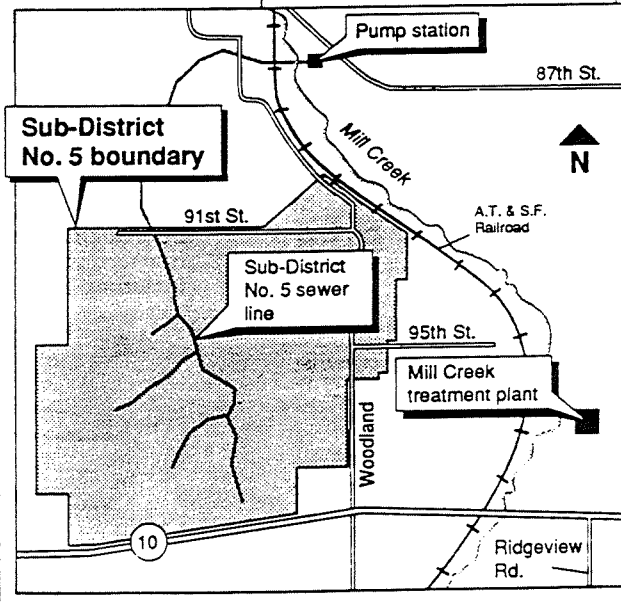 Pump station
87th St.
Sub-District
No. 5 boundary
Mill Creek
N
91st St.
A.T. & S.F.
Railroad
Sub-District
No. 5 sewer
line
95th St.
Mill Creek
treatment plant
Woodland
10
Ridgeview
Rd.